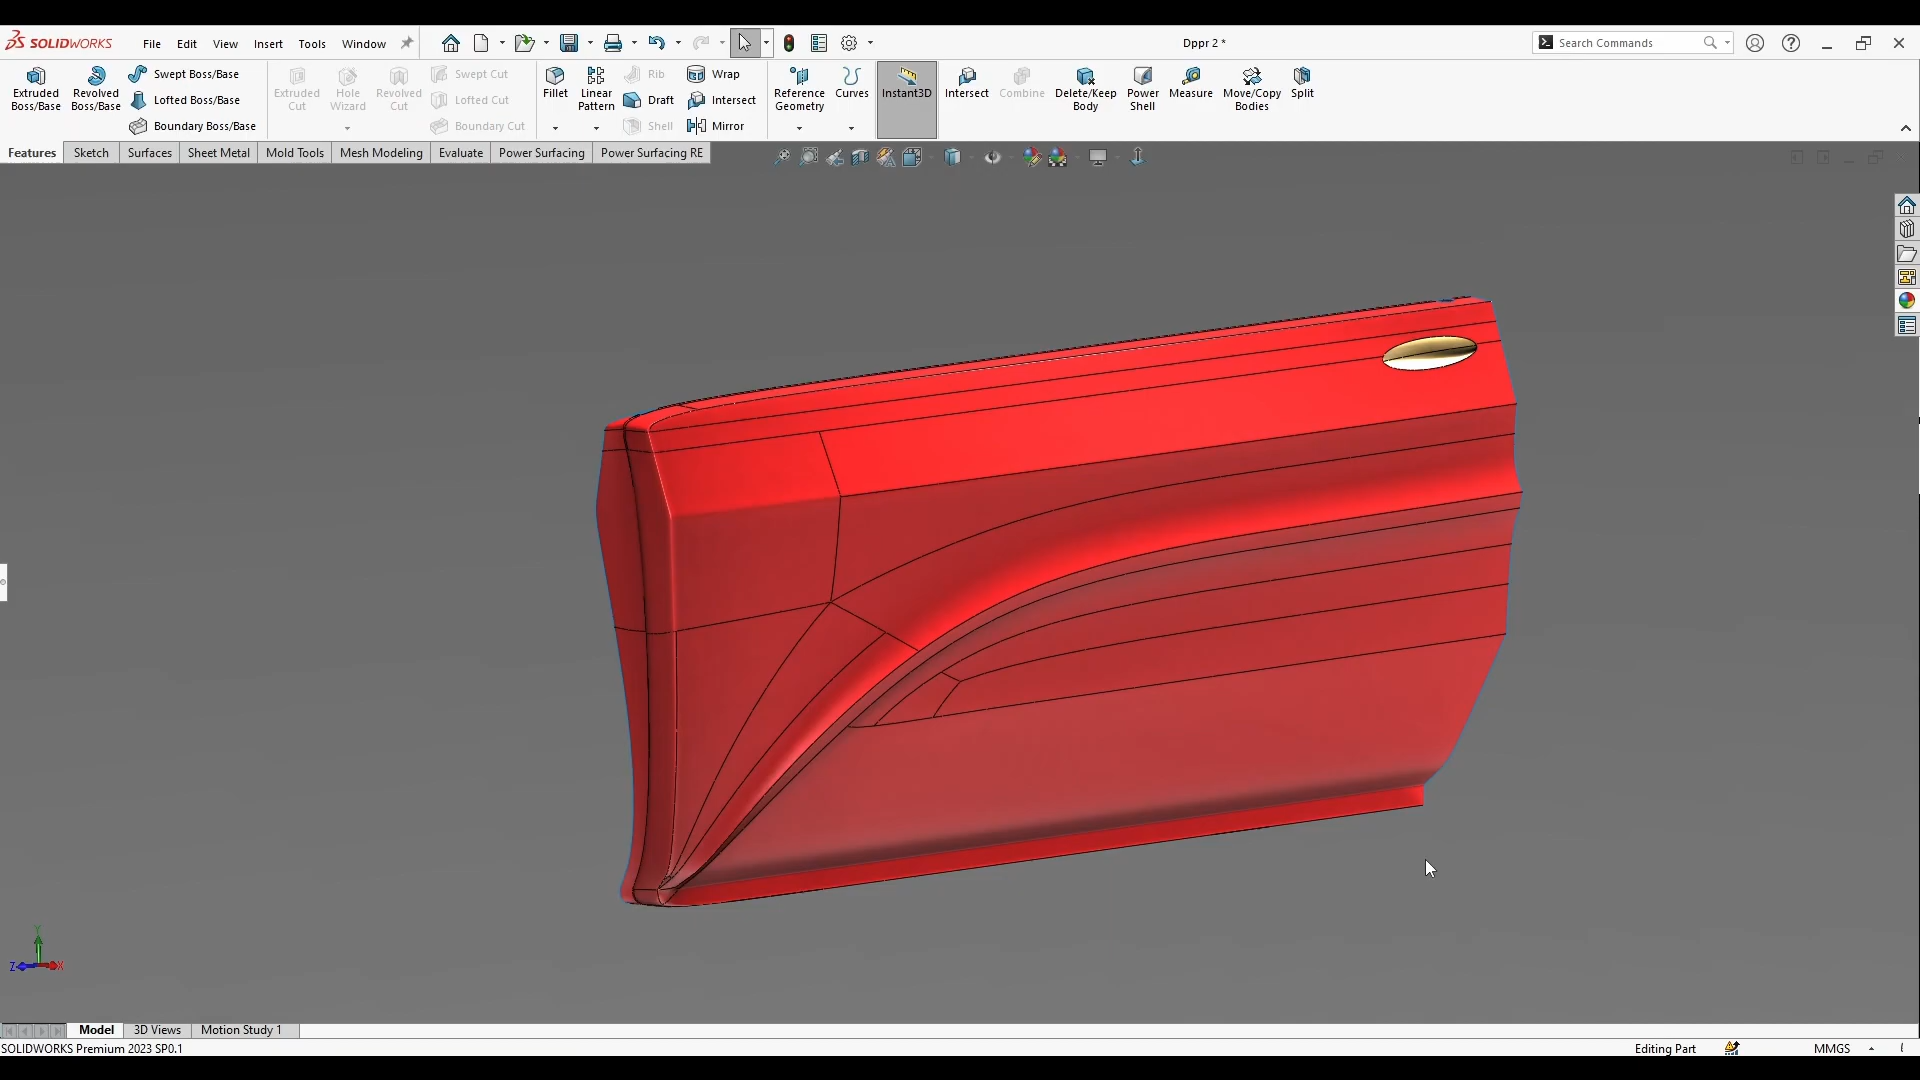 SOLIDWORKS File Edit View Insert Tools Window Dppr 2 * Search Commands
Extruded Boss/Base
Revolved Boss/Base
Swept Boss/Base
Lofted Boss/Base
Boundary Boss/Base
Extruded Cut
Hole Wizard
Revolved Cut
Swept Cut
Lofted Cut
Boundary Cut
Fillet
Linear Pattern
Rib
Draft
Shell
Wrap
Intersect
Mirror
Reference Geometry
Curves
Instant3D
Intersect
Combine
Delete/Keep Body
Power Shell
Measure
Move/Copy Bodies
Split
Features Sketch Surfaces Sheet Metal Mold Tools Mesh Modeling Evaluate Power Surfacing Power Surfacing RE
Y
Z X
Model 3D Views Motion Study 1
SOLIDWORKS Premium 2023 SP0.1 Editing Part MMGS